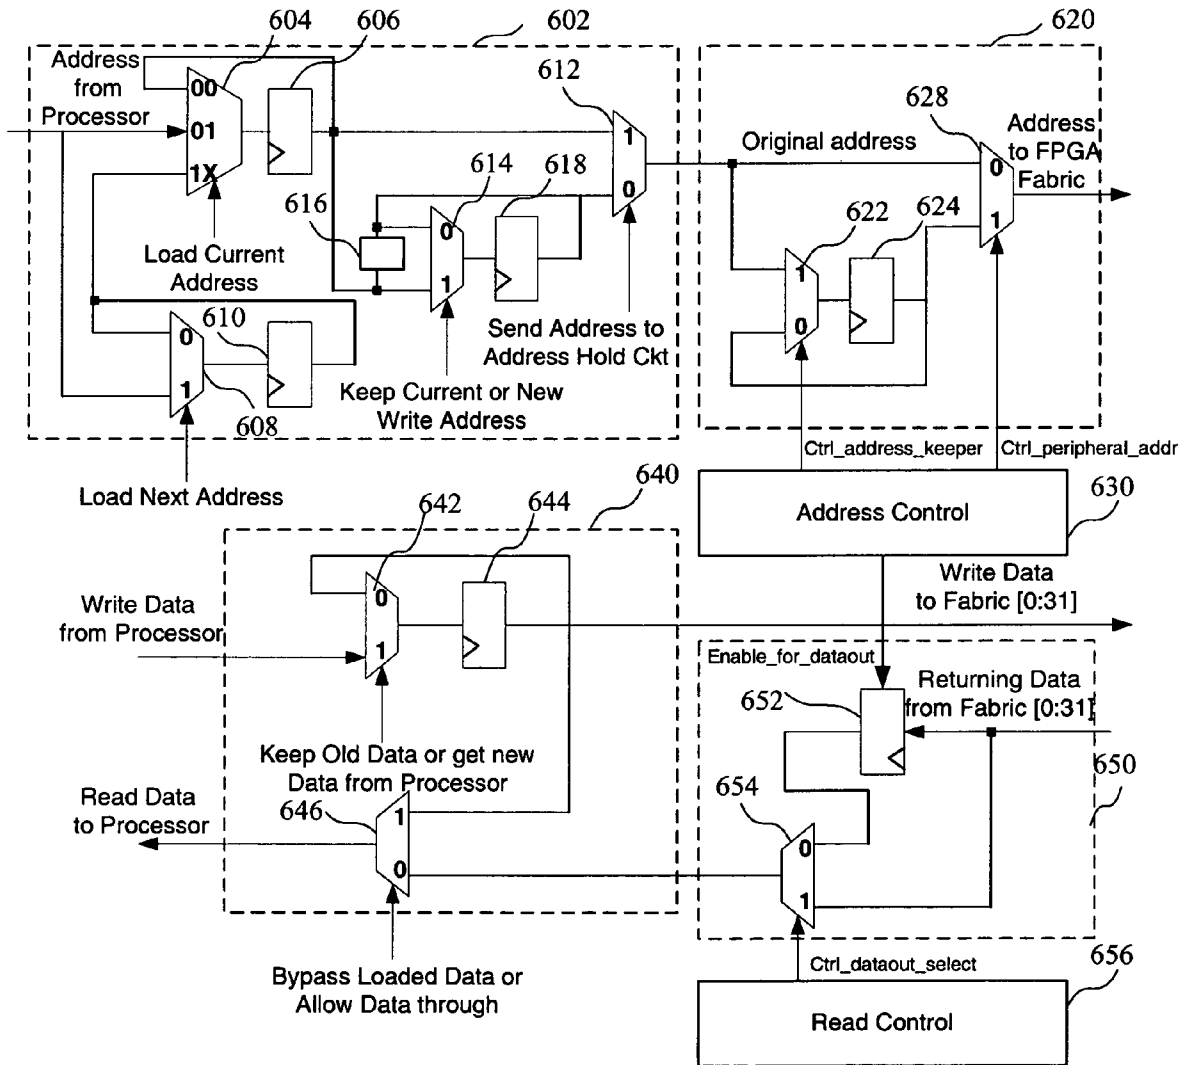 604
606
602
620
Address
from
Processor
00
01
1X
612
1
0
628
Original address
0
1
Address
to FPGA
Fabric
614
618
616
0
1
622
624
1
0
Load Current
Address
610
0
1
608
Send Address to
Address Hold Ckt
Keep Current or New
Write Address
Load Next Address
Ctrl_address_keeper
Ctrl_peripheral_addr
Address Control
630
640
642
644
0
1
Write Data
from Processor
Write Data
to Fabric [0:31]
Enable_for_dataout
652
Returning Data
from Fabric [0:31]
Keep Old Data or get new
Data from Processor
650
Read Data
to Processor
646
1
0
654
0
1
Bypass Loaded Data or
Allow Data through
Ctrl_dataout_select
656
Read Control